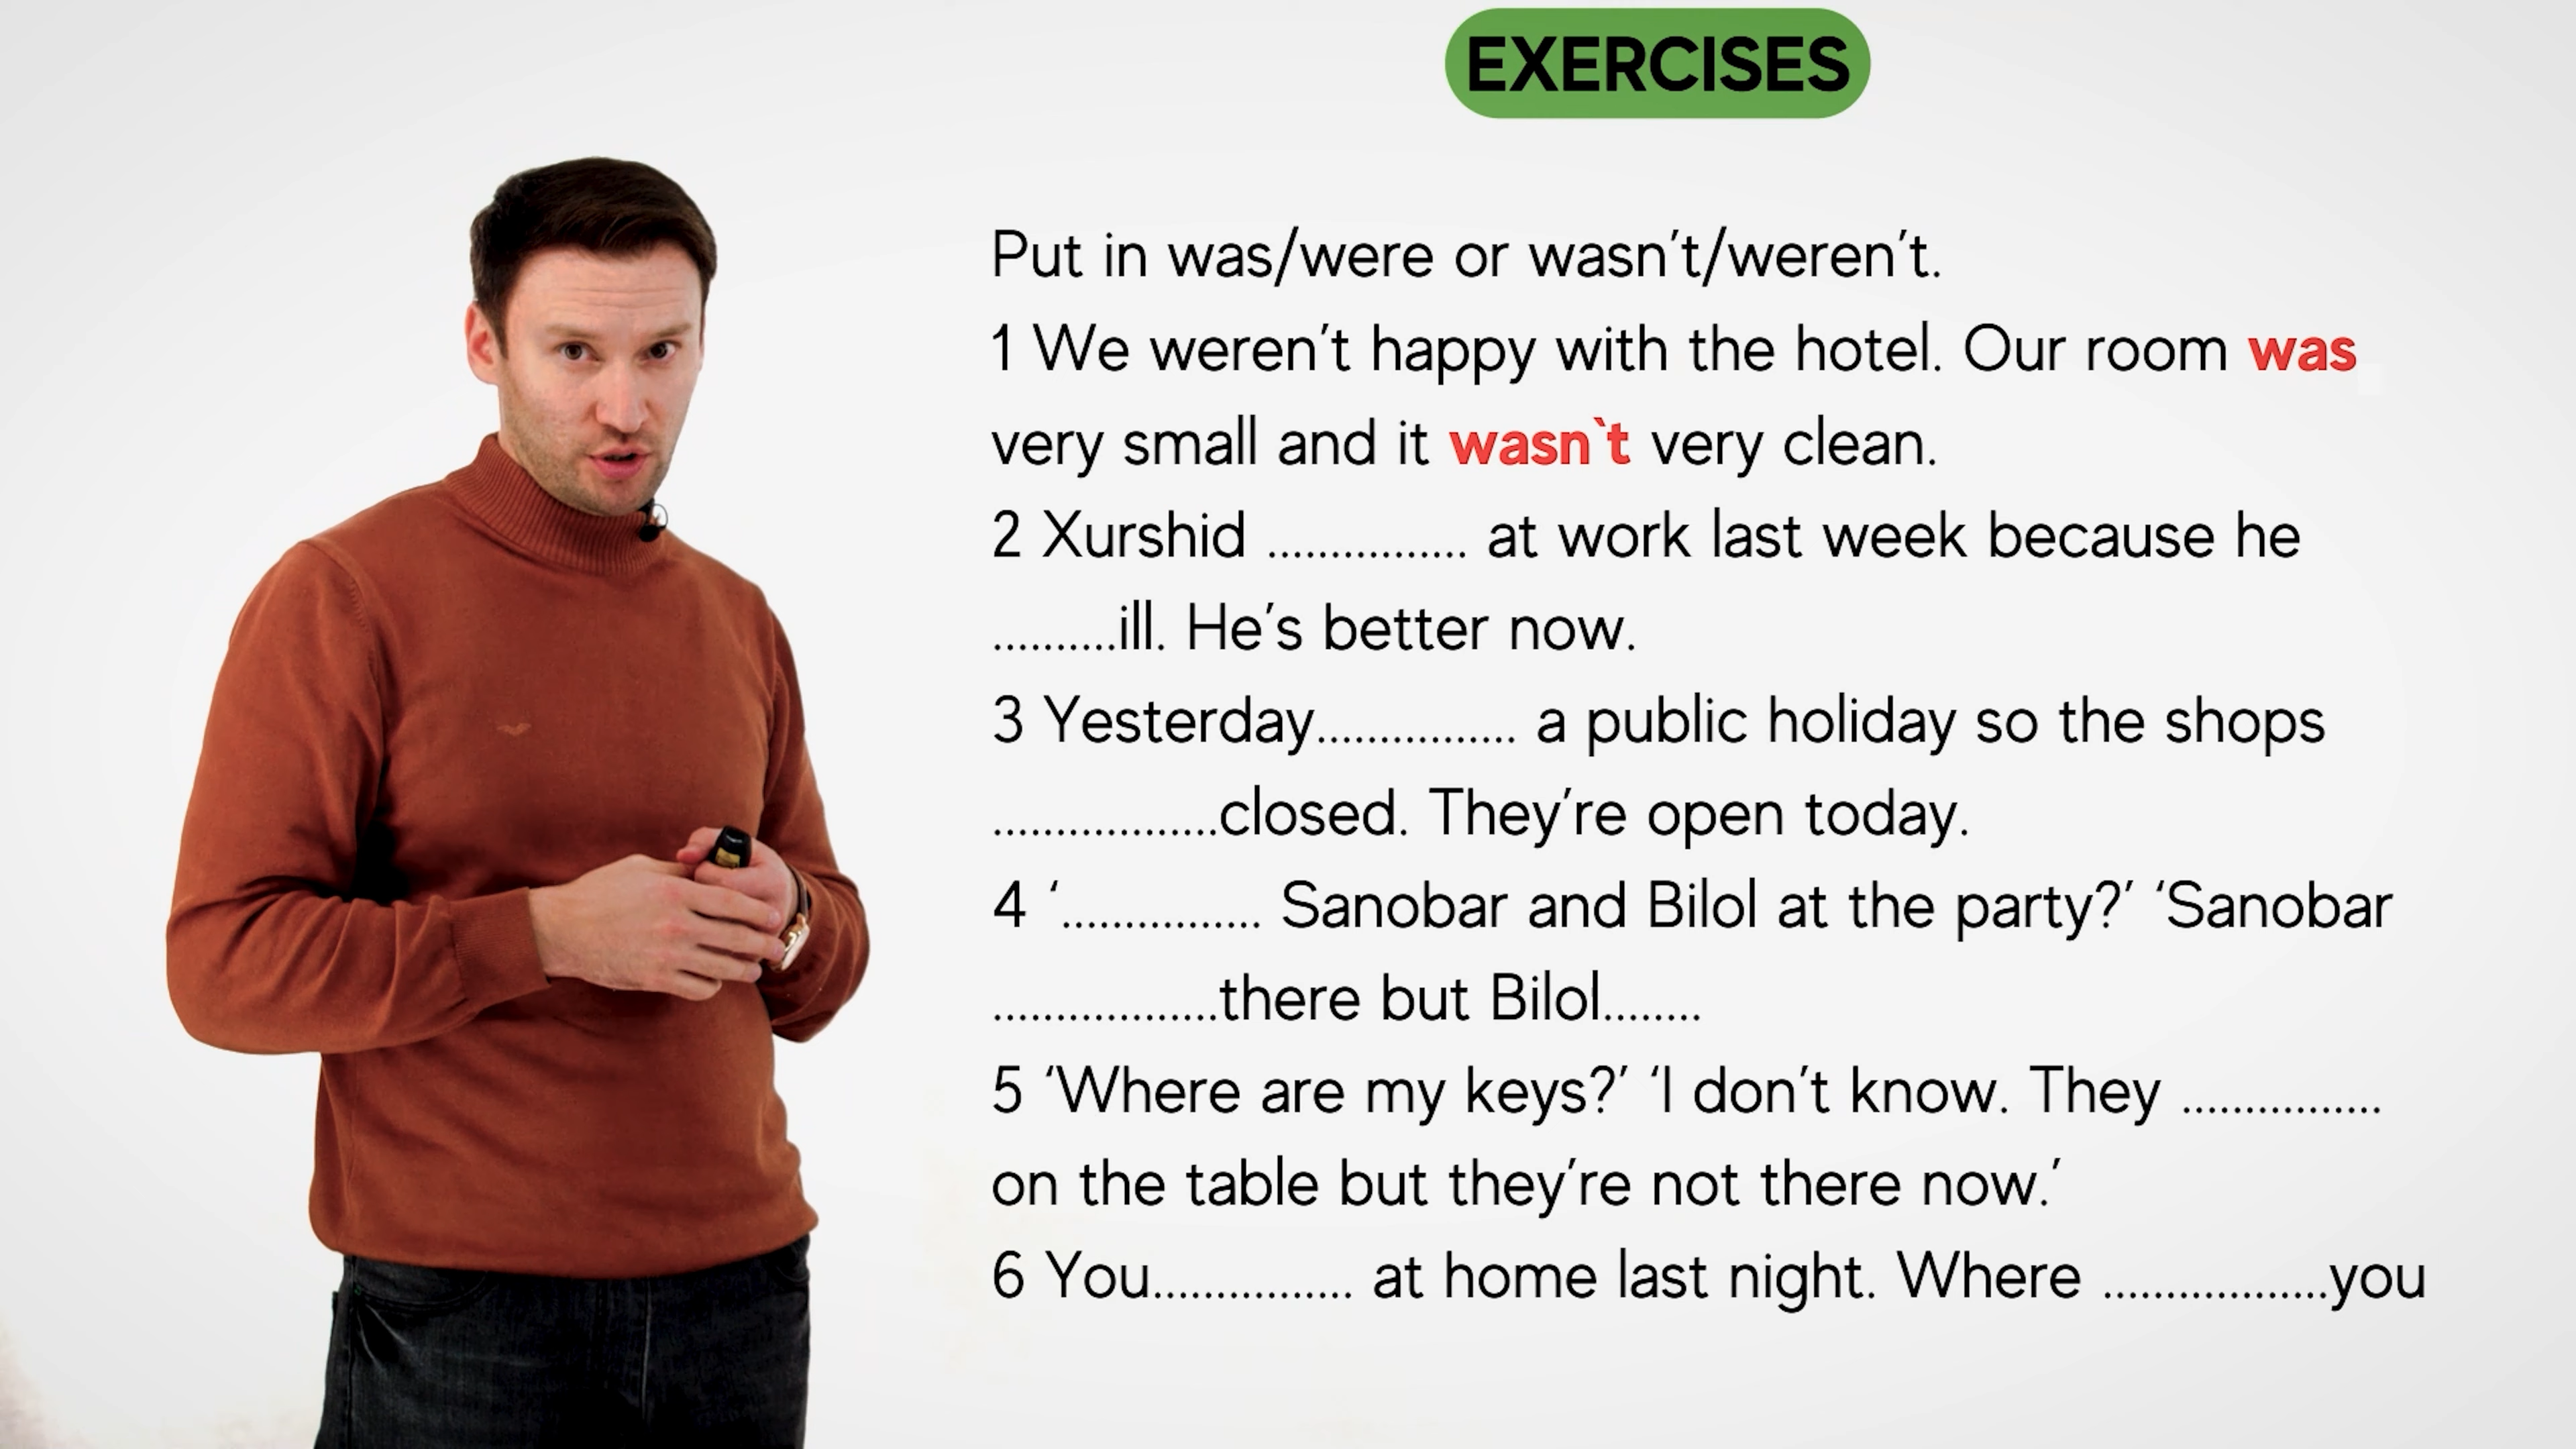 EXERCISES
Put in was/were or wasn’t/weren’t.
1 We weren’t happy with the hotel. Our room was
very small and it wasn`t very clean.
2 Xurshid ................ at work last week because he
..........ill. He’s better now.
3 Yesterday................ a public holiday so the shops
..................closed. They’re open today.
4 ‘................ Sanobar and Bilol at the party?’ ‘Sanobar
..................there but Bilol........
5 ‘Where are my keys?’ ‘I don’t know. They ................
on the table but they’re not there now.’
6 You................ at home last night. Where ..................you